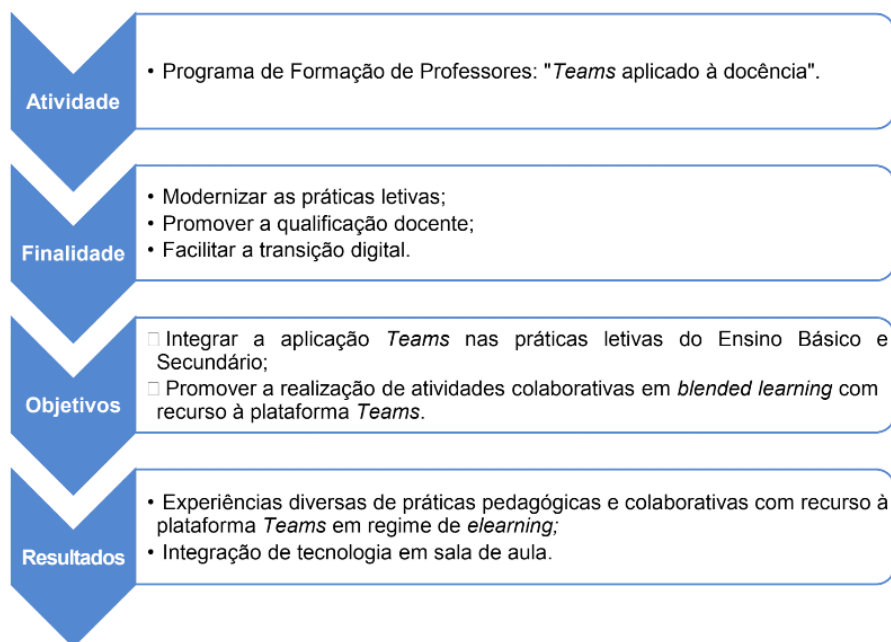 Atividade
• Programa de Formação de Professores: "Teams aplicado à docência".
Finalidade
• Modernizar as práticas letivas;
• Promover a qualificação docente;
• Facilitar a transição digital.
Objetivos
□ Integrar a aplicação Teams nas práticas letivas do Ensino Básico e
Secundário;
□ Promover a realização de atividades colaborativas em blended learning com
recurso à plataforma Teams.
Resultados
• Experiências diversas de práticas pedagógicas e colaborativas com recurso à
plataforma Teams em regime de elearning;
• Integração de tecnologia em sala de aula.